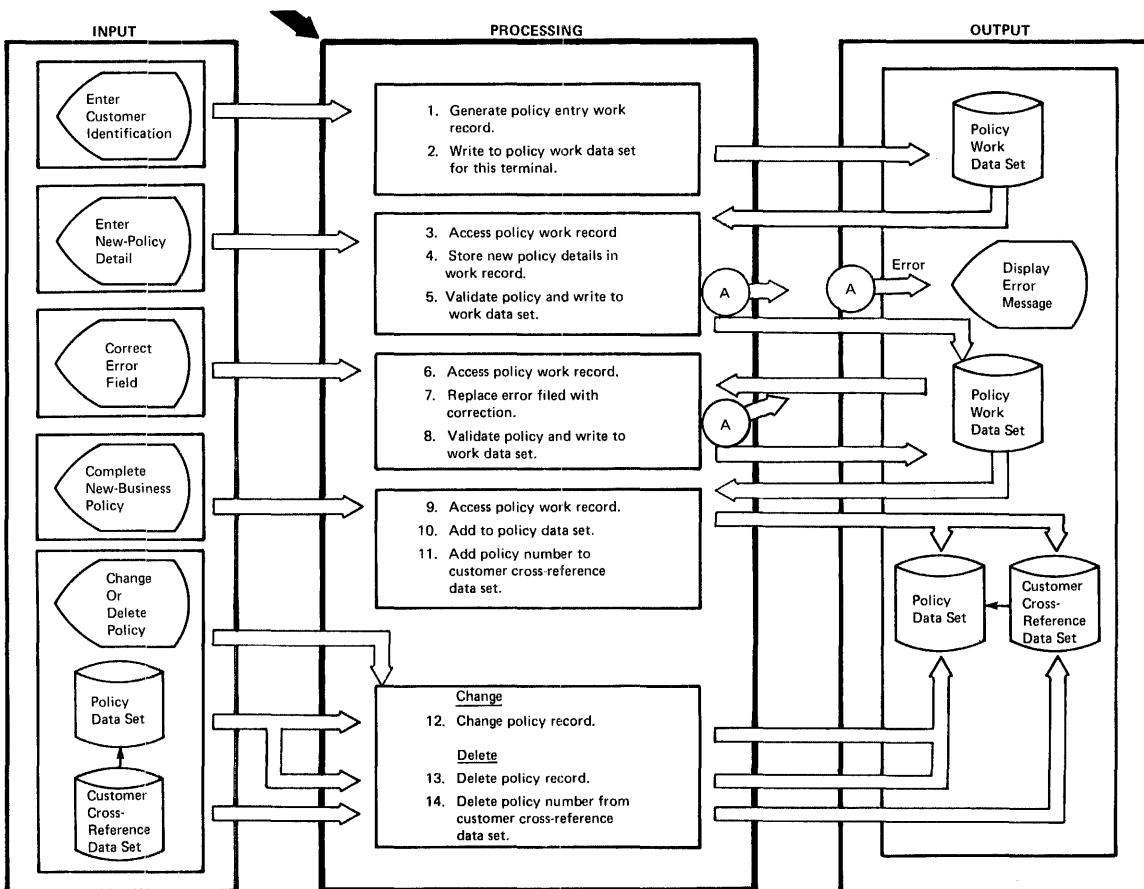 INPUT
PROCESSING
OUTPUT
Enter
Customer
Identification
1. Generate policy entry work
record.
2. Write to policy work data set
for this terminal.
Policy
Work
Data Set
Enter
New-Policy
Detail
3. Access policy work record
4. Store new policy details in
work record.
5. Validate policy and write to
work data set.
A
A
Error
Display
Error
Message
Correct
Error
Field
6. Access policy work record.
7. Replace error filed with
correction.
8. Validate policy and write to
work data set.
A
Policy
Work
Data Set
Complete
New-Business
Policy
9. Access policy work record.
10. Add to policy data set.
11. Add policy number to
customer cross-reference
data set.
Policy
Data Set
Customer
Cross-
Reference
Data Set
Change
Or
Delete
Policy
Policy
Data Set
Customer
Cross-
Reference
Data Set
Change
12. Change policy record.
Delete
13. Delete policy record.
14. Delete policy number from
customer cross-reference
data set.